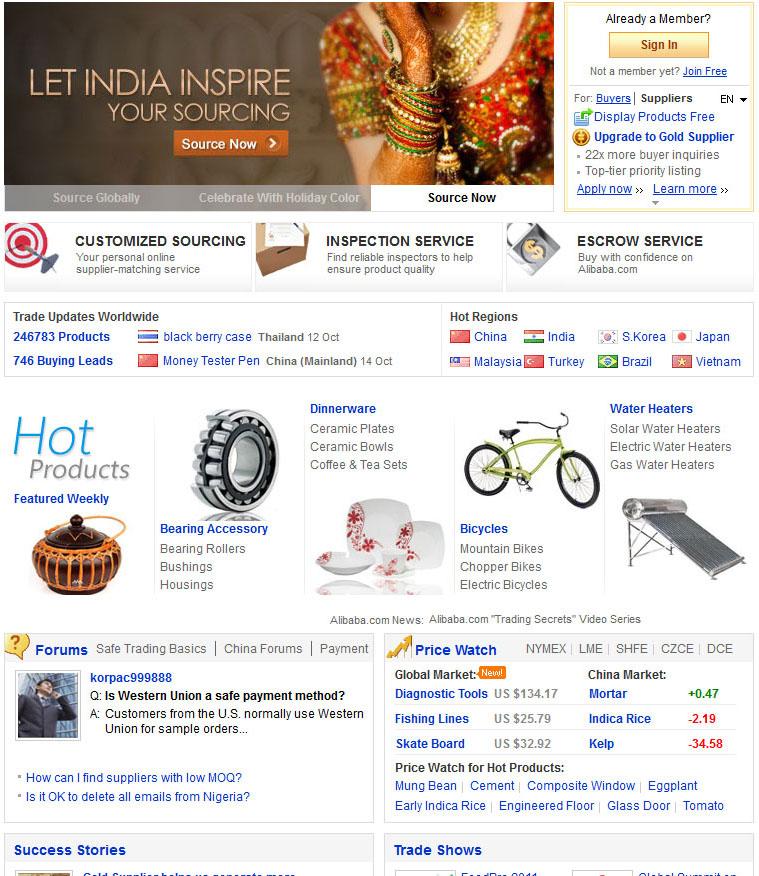 LET INDIA INSPIRE
YOUR SOURCING
Source Now
Source Globally
Celebrate With Holiday Color
Source Now
Already a Member?
Sign In
Not a member yet? Join Free
For: Buyers | Suppliers EN
Display Products Free
Upgrade to Gold Supplier
22x more buyer inquiries
Top-tier priority listing
Apply now ›› Learn more ››
CUSTOMIZED SOURCING
Your personal online
supplier-matching service
INSPECTION SERVICE
Find reliable inspectors to help
ensure product quality
ESCROW SERVICE
Buy with confidence on
Alibaba.com
Trade Updates Worldwide
246783 Products black berry case Thailand 12 Oct
746 Buying Leads Money Tester Pen China (Mainland) 14 Oct
Hot Regions
China India S.Korea Japan
Malaysia Turkey Brazil Vietnam
Hot
Products
Featured Weekly
Bearing Accessory
Bearing Rollers
Bushings
Housings
Dinnerware
Ceramic Plates
Ceramic Bowls
Coffee & Tea Sets
Bicycles
Mountain Bikes
Chopper Bikes
Electric Bicycles
Water Heaters
Solar Water Heaters
Electric Water Heaters
Gas Water Heaters
Alibaba.com News: Alibaba.com "Trading Secrets" Video Series
Forums Safe Trading Basics | China Forums | Payment
korpac999888
Q: Is Western Union a safe payment method?
A: Customers from the U.S. normally use Western
Union for sample orders...
How can I find suppliers with low MOQ?
Is it OK to delete all emails from Nigeria?
Price Watch NYMEX | LME | SHFE | CZCE | DCE
Global Market: New!
Diagnostic Tools US $134.17
Fishing Lines US $25.79
Skate Board US $32.92
China Market:
Mortar +0.47
Indica Rice -2.19
Kelp -34.58
Price Watch for Hot Products:
Mung Bean | Cement | Composite Window | Eggplant
Early Indica Rice | Engineered Floor | Glass Door | Tomato
Success Stories
Trade Shows